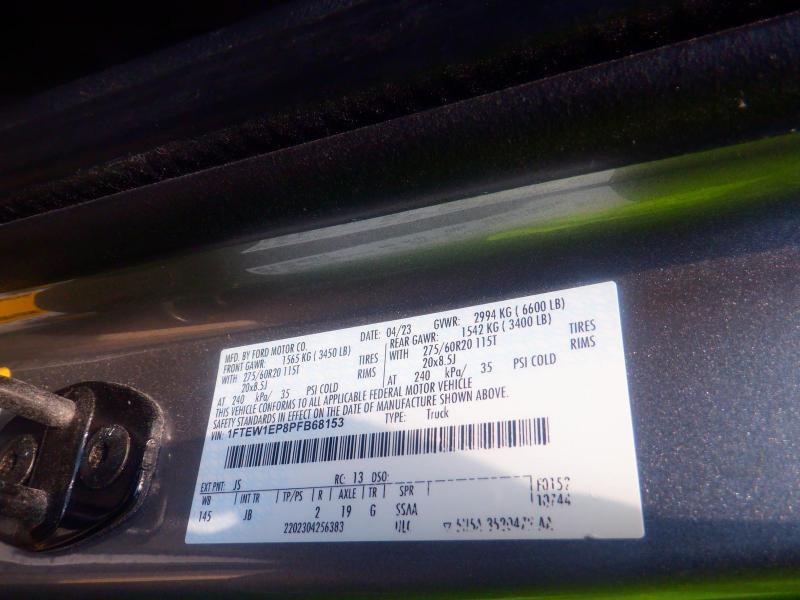 MFD. BY FORD MOTOR CO. DATE: 04/23 GVWR: 2994 KG ( 6600 LB)
FRONT GAWR: 1565 KG ( 3450 LB) REAR GAWR: 1542 KG ( 3400 LB)
WITH 275/60R20 115T TIRES WITH 275/60R20 115T TIRES
20x8.5J RIMS 20x8.5J RIMS
AT 240 kPa/ 35 PSI COLD AT 240 kPa/ 35 PSI COLD
THIS VEHICLE CONFORMS TO ALL APPLICABLE FEDERAL MOTOR VEHICLE
SAFETY STANDARDS IN EFFECT ON THE DATE OF MANUFACTURE SHOWN ABOVE.
VIN: 1FTEW1EP8PFB68153 TYPE: Truck
EXT PNT: JS RC: 13 DSO: F0152
WB INT TR TP/PS R AXLE TR SPR 10744
145 JB 2 19 G SSAA
2202304256383 ULC